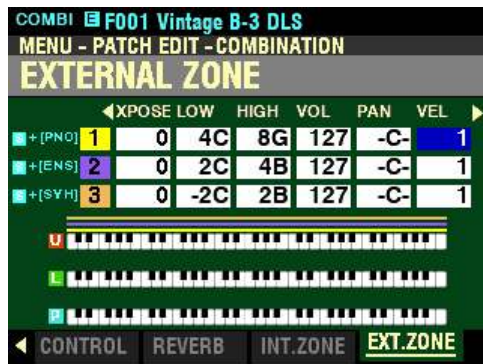 COMBI E F001 Vintage B-3 DLS
MENU - PATCH EDIT - COMBINATION
EXTERNAL ZONE
XPOSE LOW HIGH VOL PAN VEL
S +[PNO] 1 0 4C 8G 127 -C- 1
S +[ENS] 2 0 2C 4B 127 -C- 1
S +[SYH] 3 0 -2C 2B 127 -C- 1
U
L
P
CONTROL REVERB INT.ZONE EXT.ZONE